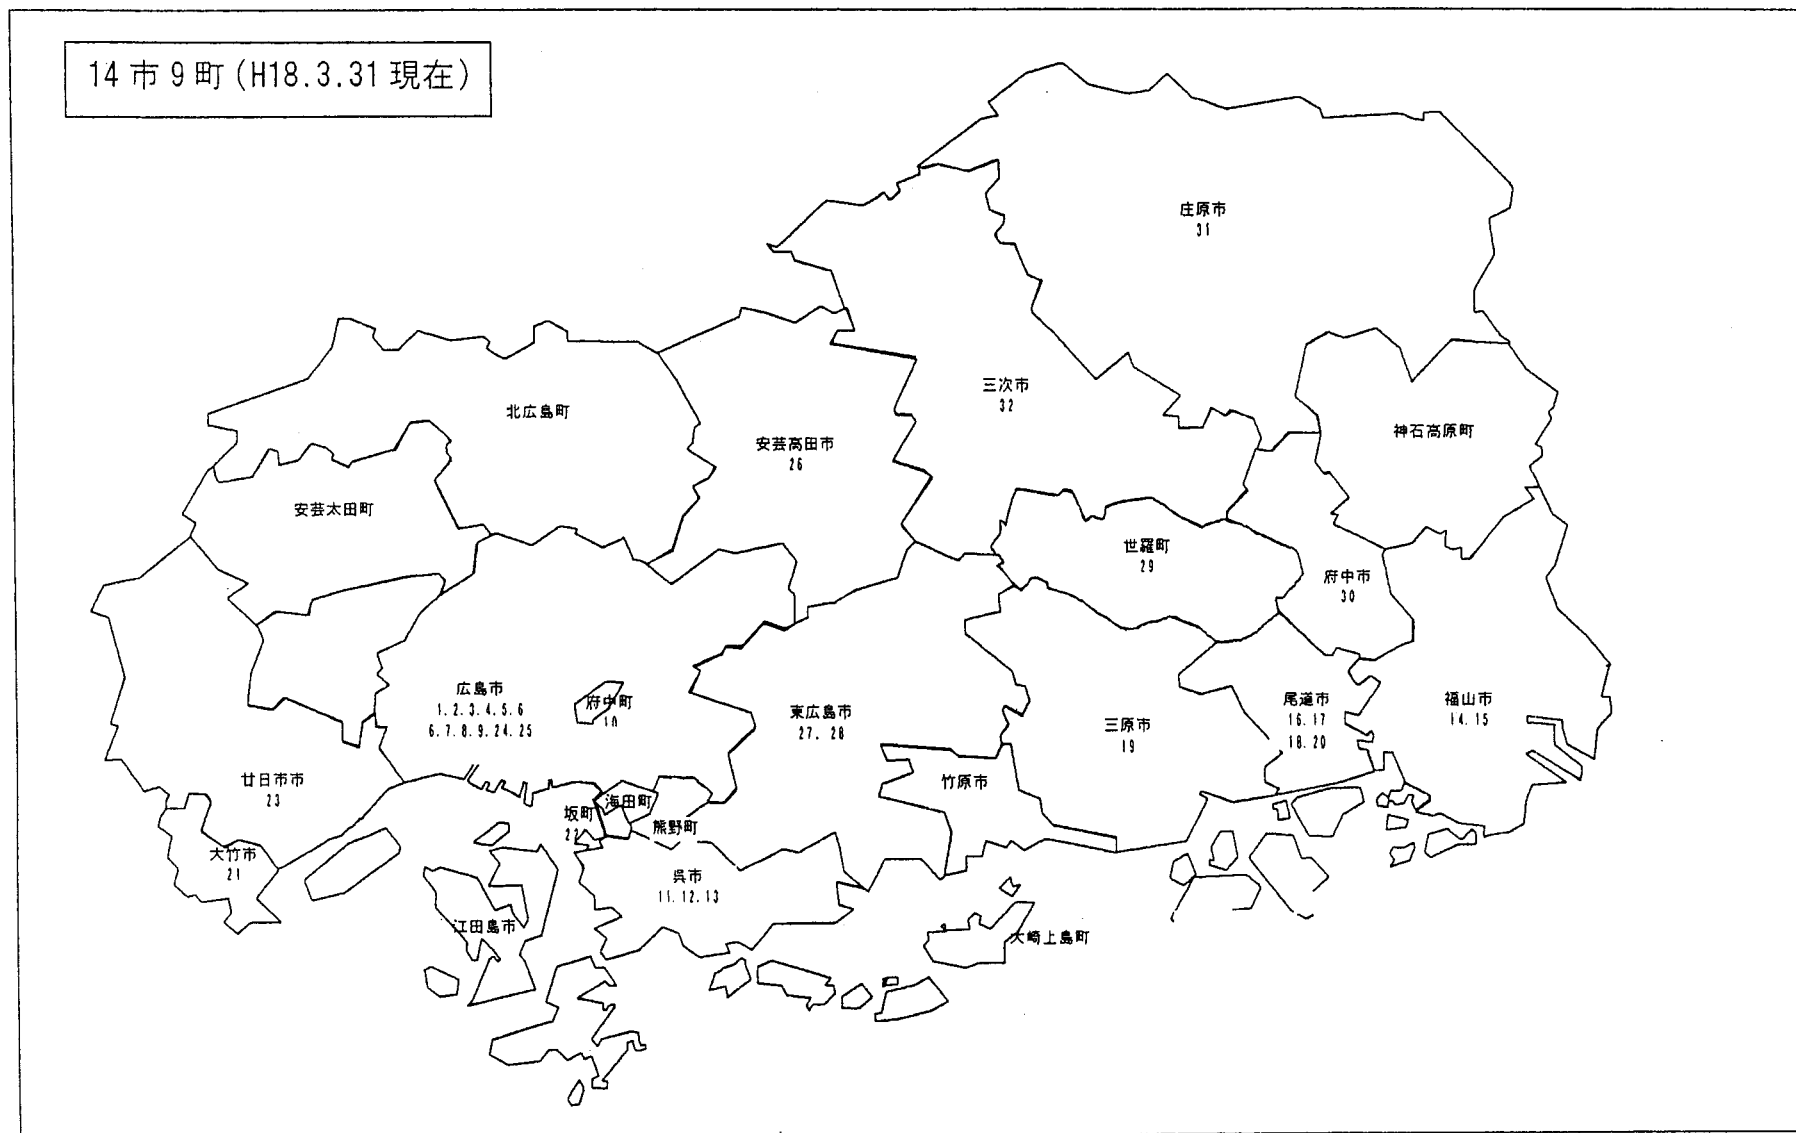 14市9町(H18.3.31現在)
庄原市
31
三次市
32
北広島町
安芸高田市
26
神石高原町
安芸太田町
世羅町
29
府中市
30
広島市
1.2.3.4.5.6
6.7.8.9.24.25
府中町
10
東広島市
27. 28
三原市
19
尾道市
16.17
18.20
福山市
14.15
廿日市市
23
竹原市
海田町
坂町
22
熊野町
大竹市
21
呉市
11.12.13
江田島市
大崎上島町